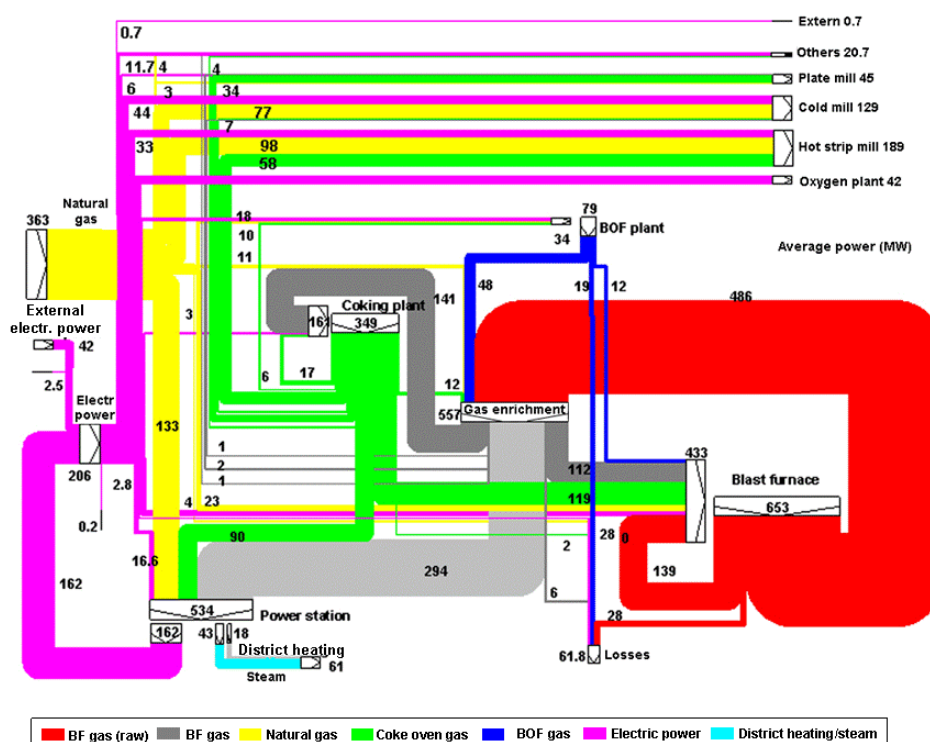 0.7
Extern 0.7
Others 20.7
11.7 4 4
Plate mill 45
6 3 34
44 77
Cold mill 129
7
33 98
Hot strip mill 189
58
Oxygen plant 42
Natural
gas
363
18
79
BOF plant
10
34
11
Average power (MW)
External
electr. power
42
48
19
12
486
141
3
Coking plant
161
349
17
6
12
2.5
Electr
power
Gas enrichment
557
133
1
2
1
433
112
Blast furnace
653
206
2.8
4 23
119
0.2
90
28
0
16.6
2
139
162
294
6
28
534
Power station
162
43
18
District heating
61
Steam
61.8
Losses
BF gas (raw)
BF gas
Natural gas
Coke oven gas
BOF gas
Electric power
District heating/steam